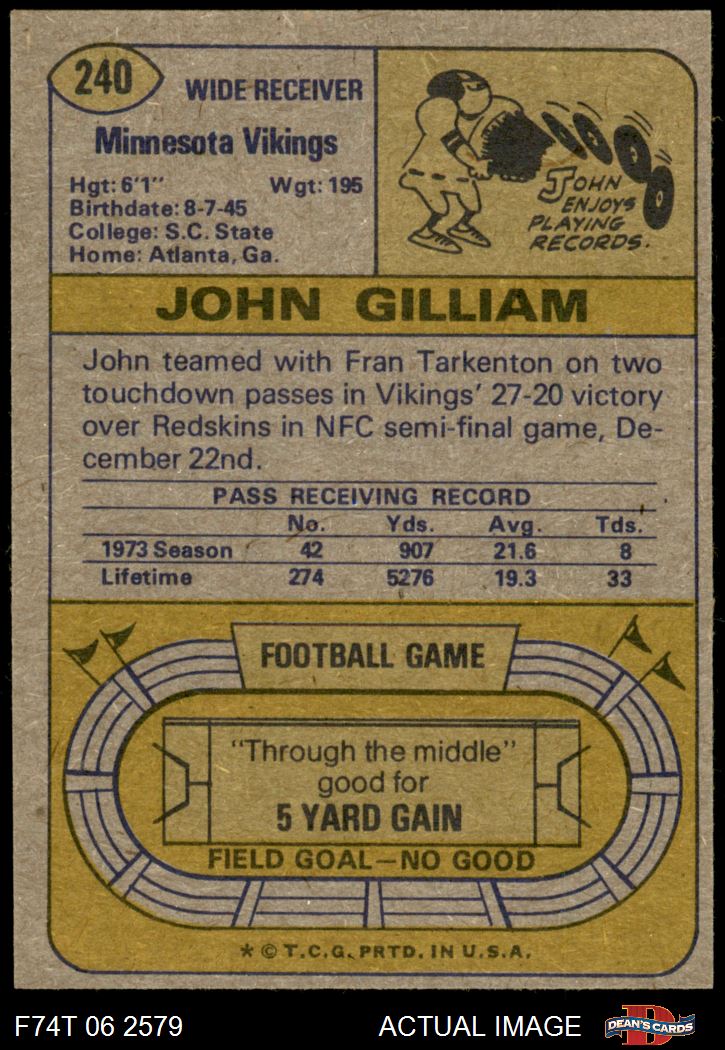 240
WIDE RECEIVER
Minnesota Vikings
Hgt: 6'1" Wgt: 195
Birthdate: 8-7-45
College: S.C. State
Home: Atlanta, Ga.
JOHN
ENJOYS
PLAYING
RECORDS.
JOHN GILLIAM
John teamed with Fran Tarkenton on two
touchdown passes in Vikings' 27-20 victory
over Redskins in NFC semi-final game, De-
cember 22nd.
PASS RECEIVING RECORD
No. Yds. Avg. Tds.
1973 Season 42 907 21.6 8
Lifetime 274 5276 19.3 33
FOOTBALL GAME
"Through the middle"
good for
5 YARD GAIN
FIELD GOAL—NO GOOD
* © T.C.G. PRTD. IN U.S.A.
F74T 06 2579 ACTUAL IMAGE
D
DEAN'S CARDS